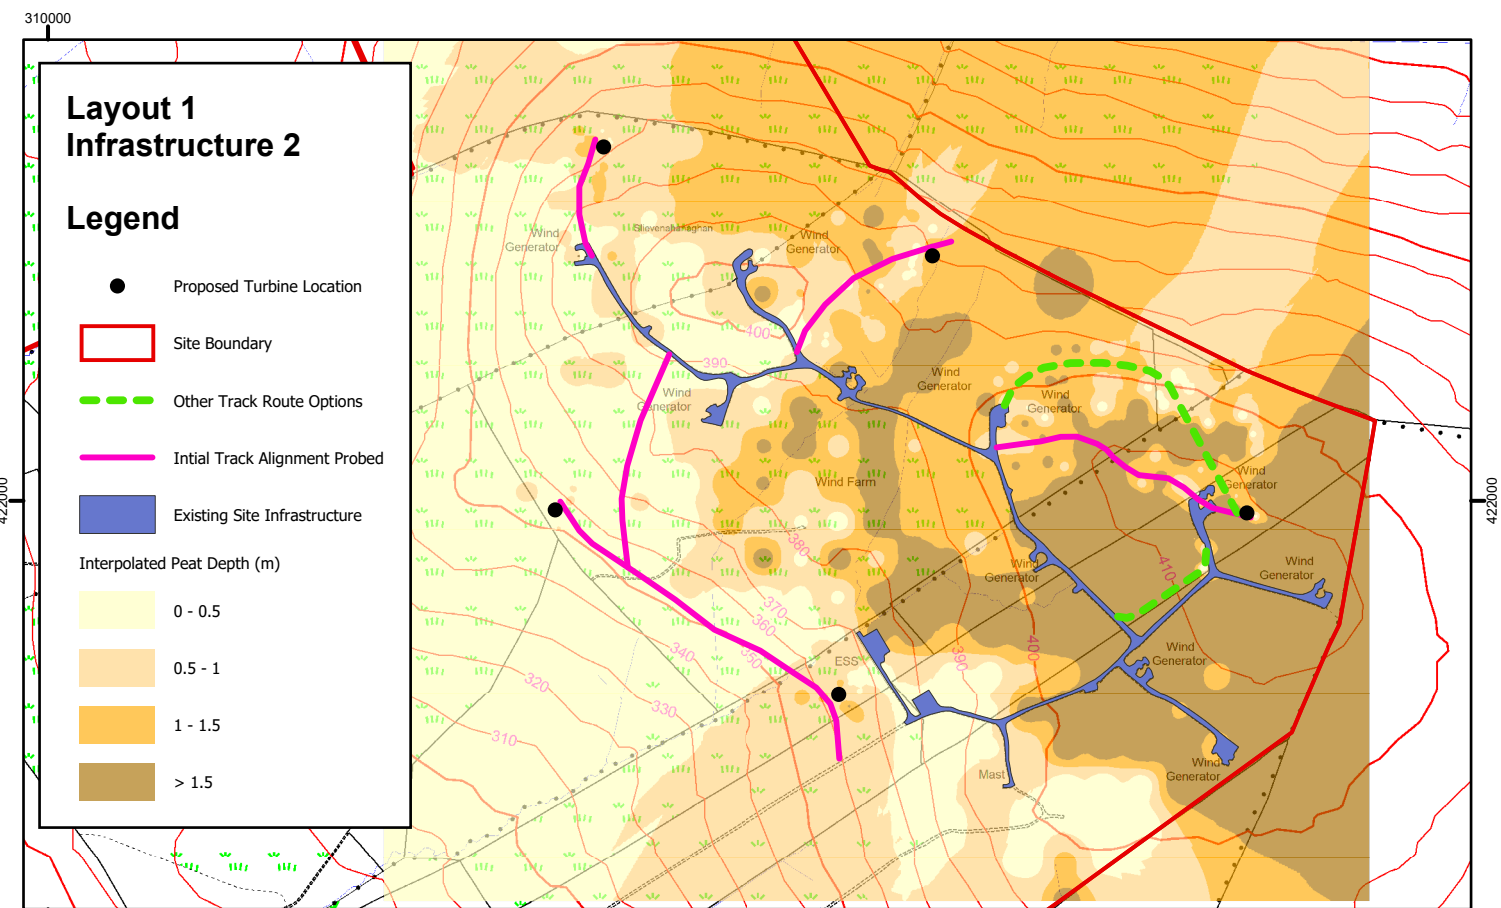 310000
Layout 1
Infrastructure 2
Legend
Proposed Turbine Location
Site Boundary
Other Track Route Options
Intial Track Alignment Probed
Existing Site Infrastructure
Interpolated Peat Depth (m)
0 - 0.5
0.5 - 1
1 - 1.5
> 1.5
422000
422000
Wind
Generator
Wind
Generator
400
390
Wind
Generator
Wind
Generator
Wind
Generator
Wind Farm
Wind
Generator
380
Wind
Generator
410
Wind
Generator
370
360
350
340
330
320
310
ESS
390
400
Wind
Generator
Mast
Wind
Generator